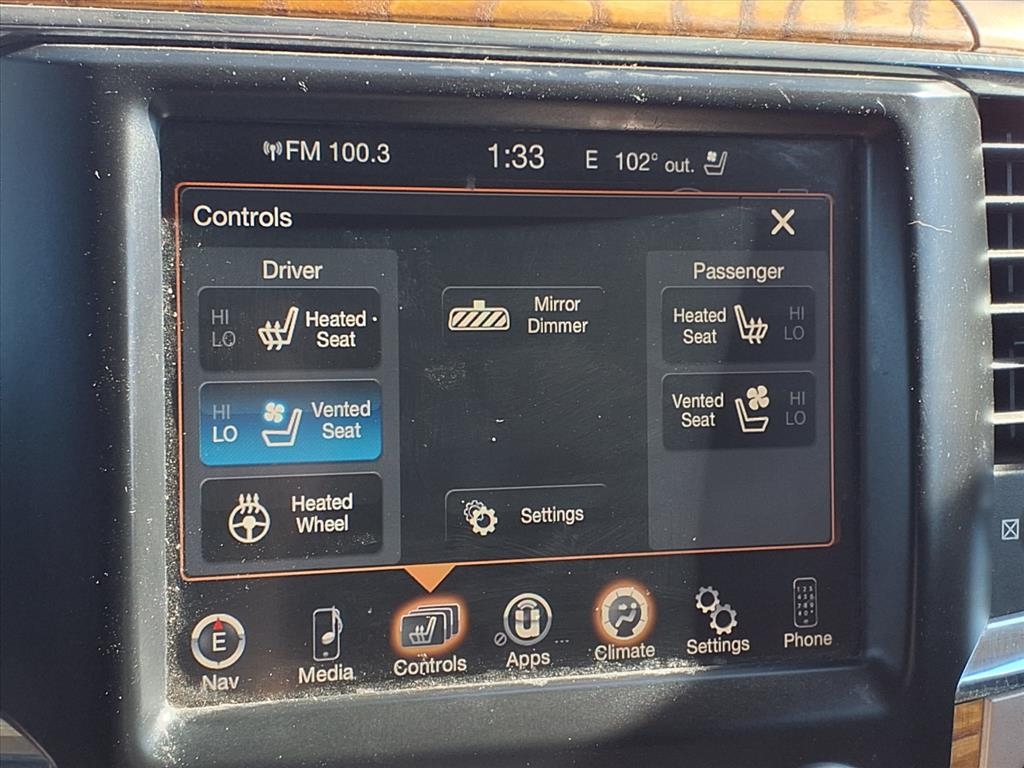 FM 100.3
1:33
E 102° out.
Controls
X
Driver
HI
LO
Heated
Seat
Mirror
Dimmer
Passenger
Heated
Seat
HI
LO
HI
LO
Vented
Seat
Vented
Seat
HI
LO
Heated
Wheel
Settings
E
Nav
Media
Controls
Apps
Climate
Settings
Phone